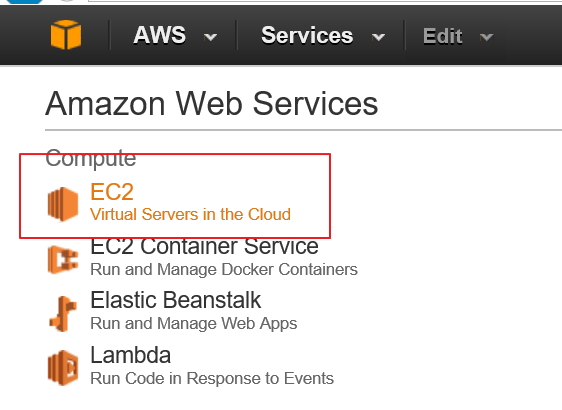 AWS Services Edit
Amazon Web Services
Compute
EC2
Virtual Servers in the Cloud
EC2 Container Service
Run and Manage Docker Containers
Elastic Beanstalk
Run and Manage Web Apps
Lambda
Run Code in Response to Events